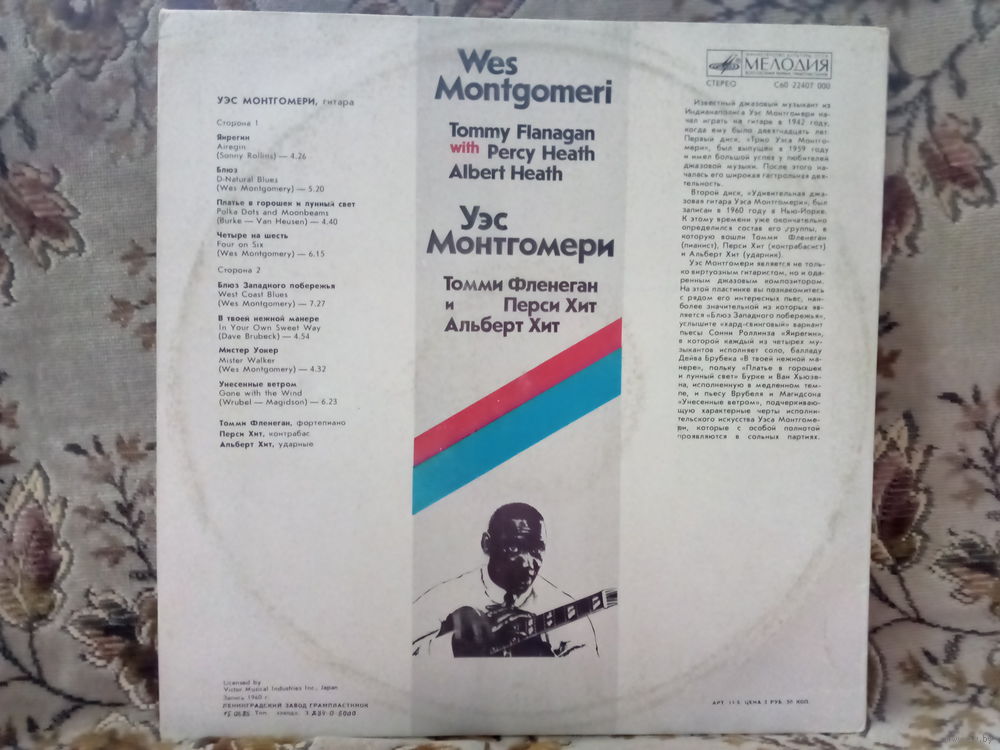 УЭС МОНТГОМЕРИ, гитара
Сторона 1
Яирегин
Airegin
(Sonny Rollins) — 4.26
Блюз
D-Natural Blues
(Wes Montgomery) — 5.20
Платье в горошек и лунный свет
Polka Dots and Moonbeams
(Burke — Van Heusen) — 4.40
Четыре на шесть
Four on Six
(Wes Montgomery) — 6.15
Сторона 2
Блюз Западного побережья
West Coast Blues
(Wes Montgomery) — 7.27
В твоей нежной манере
In Your Own Sweet Way
(Dave Brubeck) — 4.54
Мистер Уокер
Mister Walker
(Wes Montgomery) — 4.32
Унесенные ветром
Gone with the Wind
(Wrubel — Magidson) — 6.23
Томми Фленеган, фортепиано
Перси Хит, контрабас
Альберт Хит, ударные
Licensed by
Victor Musical Industries Inc., Japan
Запись 1960 г.
ЛЕНИНГРАДСКИЙ ЗАВОД ГРАМПЛАСТИНОК
Wes
Montgomeri
Tommy Flanagan
with Percy Heath
Albert Heath
Уэс
Монтгомери
Томми Фленеган
и Перси Хит
Альберт Хит
МЕЛОДИЯ
СТЕРЕО С60 22407 000
Известный джазовый музыкант из
Индианаполиса Уэс Монтгомери на-
чал играть на гитаре в 1942 году,
когда ему было девятнадцать лет.
Первый диск, «Трио Уэса Монтго-
мери», был выпущен в 1959 году
и имел большой успех у любителей
джазовой музыки. После этого на-
чалась его широкая гастрольная дея-
тельность.
Второй диск, «Удивительная джа-
зовая гитара Уэса Монтгомери», был
записан в 1960 году в Нью-Йорке.
К этому времени уже окончательно
определился состав его группы, в
которую вошли Томми Фленеган
(пианист), Перси Хит (контрабасист)
и Альберт Хит (ударник).
Уэс Монтгомери является не толь-
ко виртуозным гитаристом, но и ода-
ренным джазовым композитором.
На этой пластинке вы познакомитесь
с рядом его интересных пьес, наи-
более значительной из которых яв-
ляется «Блюз Западного побережья»,
услышите «хард-свинговый» вариант
пьесы Сонни Роллинза «Яирегин»,
в которой каждый из четырех му-
зыкантов исполняет соло, балладу
Дейва Брубека «В твоей нежной ма-
нере», польку «Платье в горошек
и лунный свет» Бурке и Ван Хьюзе-
на, исполненную в медленном тем-
пе, и пьесу Врубеля и Магидсона
«Унесенные ветром», подчеркиваю-
щую характерные черты исполни-
тельского искусства Уэса Монтгоме-
ри, которые с особой полнотой
проявляются в сольных партиях.
АРТ. 11-5. ЦЕНА 2 РУБ. 50 КОП.